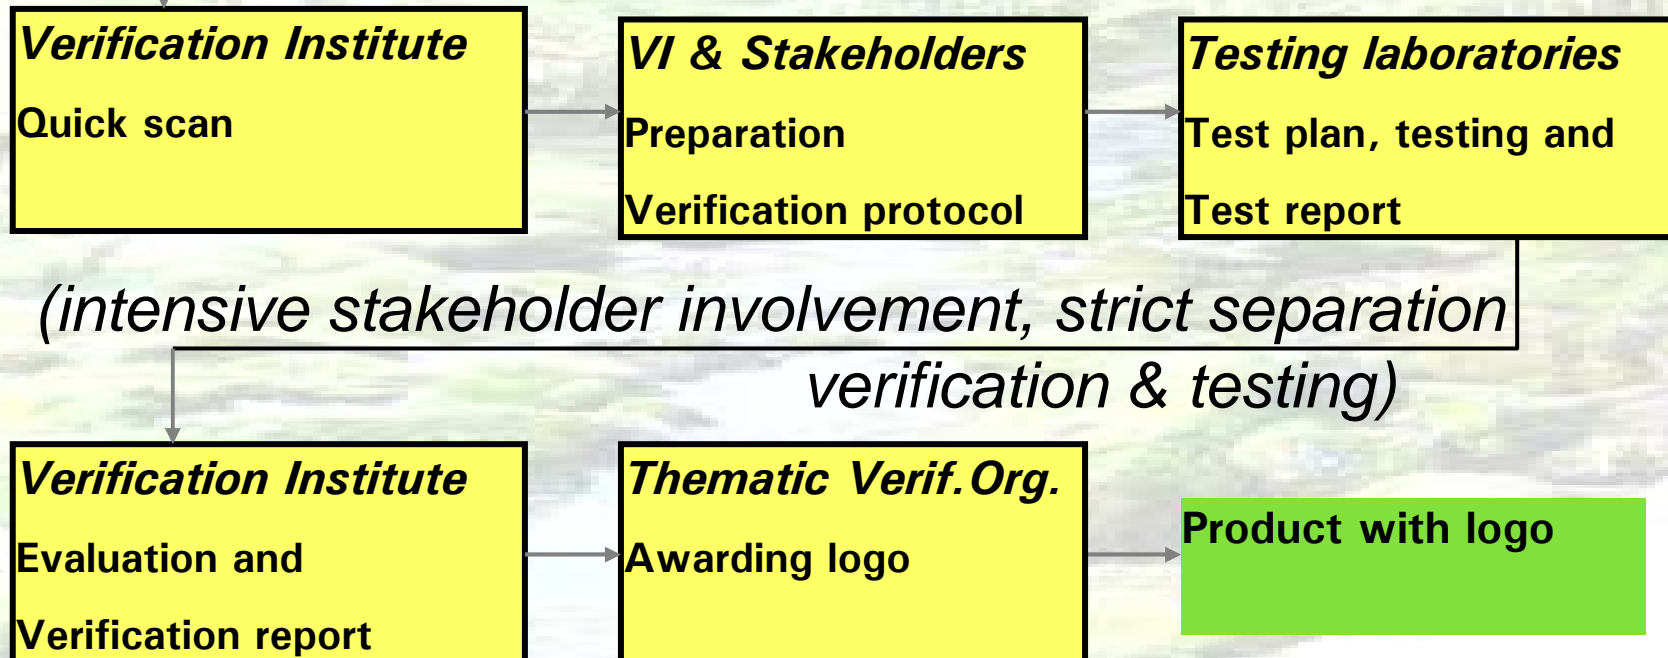 Verification Institute
Quick scan
VI & Stakeholders
Preparation
Verification protocol
Testing laboratories
Test plan, testing and
Test report
(intensive stakeholder involvement, strict separation
verification & testing)
Verification Institute
Evaluation and
Verification report
Thematic Verif.Org.
Awarding logo
Product with logo